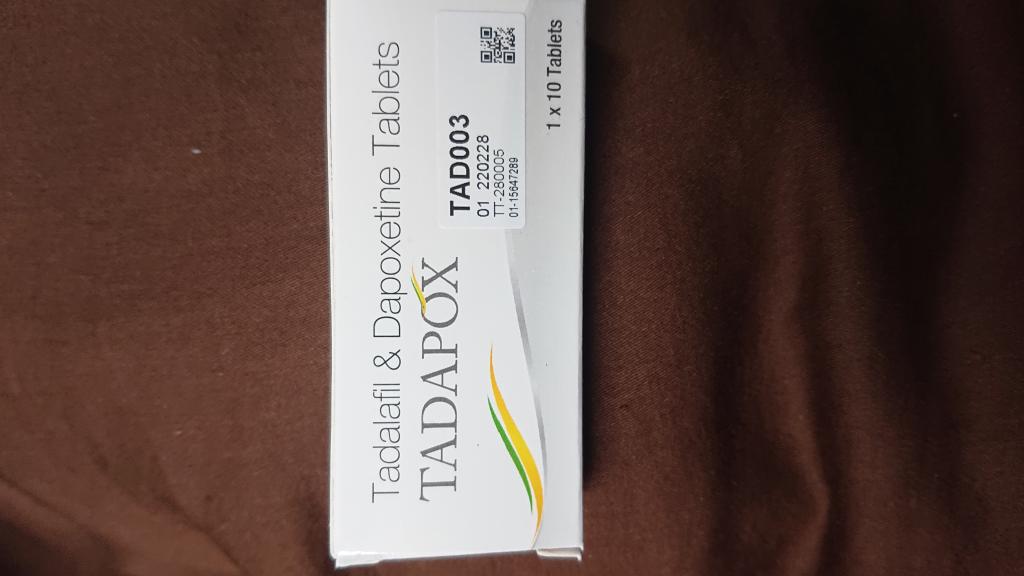 Tadalafil & Dapoxetine Tablets
TADAPOX
TAD003
01 220228
TT-280005
01-15647289
1 x 10 Tablets